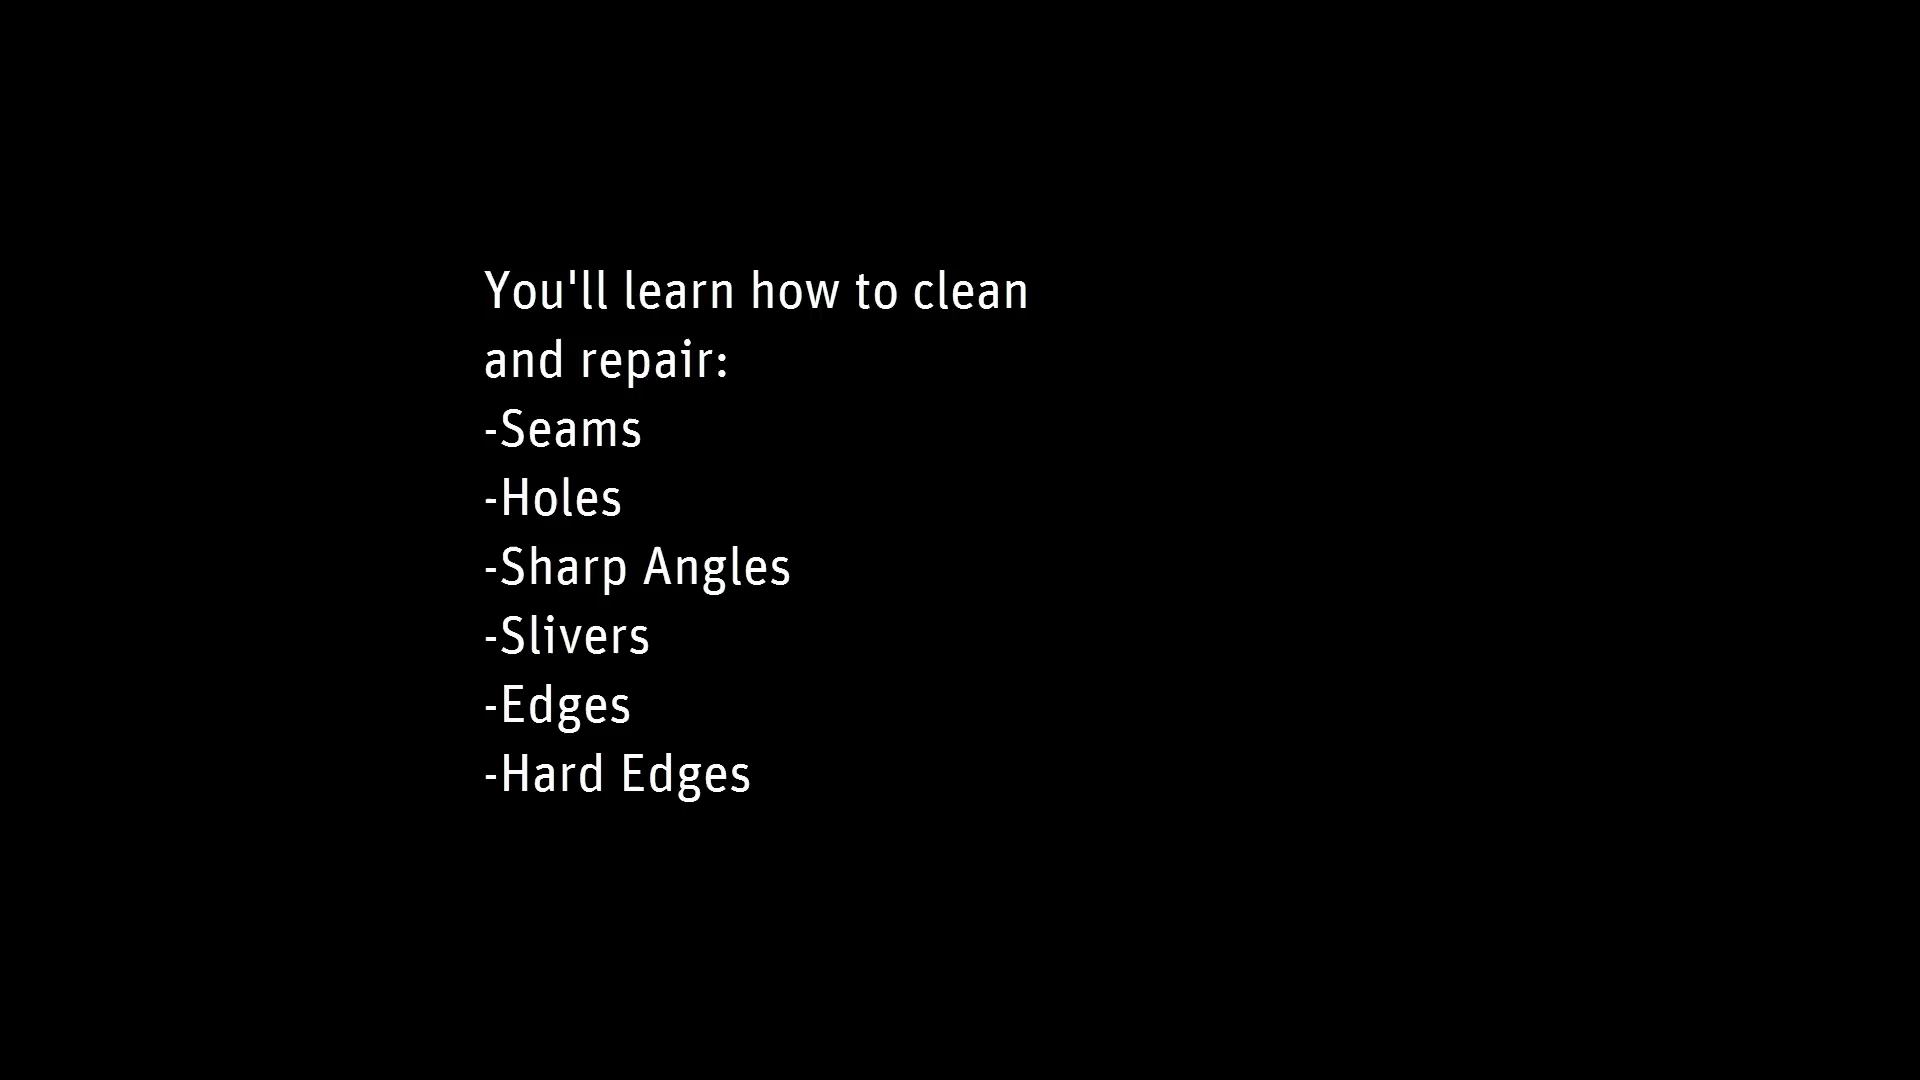 You'll learn how to clean
and repair:
-Seams
-Holes
-Sharp Angles
-Slivers
-Edges
-Hard Edges